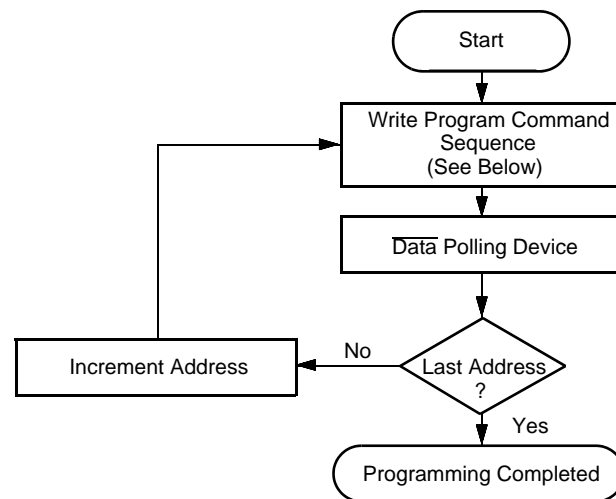 Start
Write Program Command
Sequence
(See Below)
Data Polling Device
No
Increment Address
Last Address
?
Yes
Programming Completed